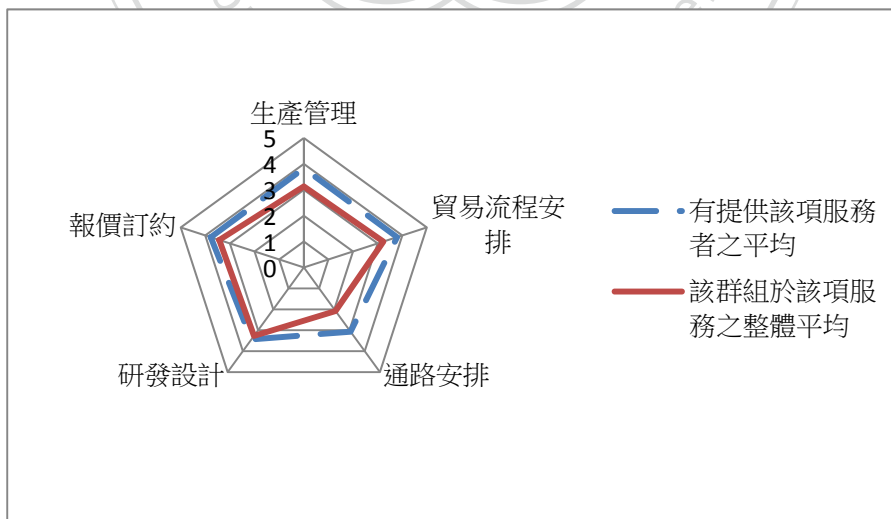 生產管理
5
4
3
2
1
0
貿易流程安
排
通路安排
研發設計
報價訂約
有提供該項服務
者之平均
該群組於該項服
務之整體平均